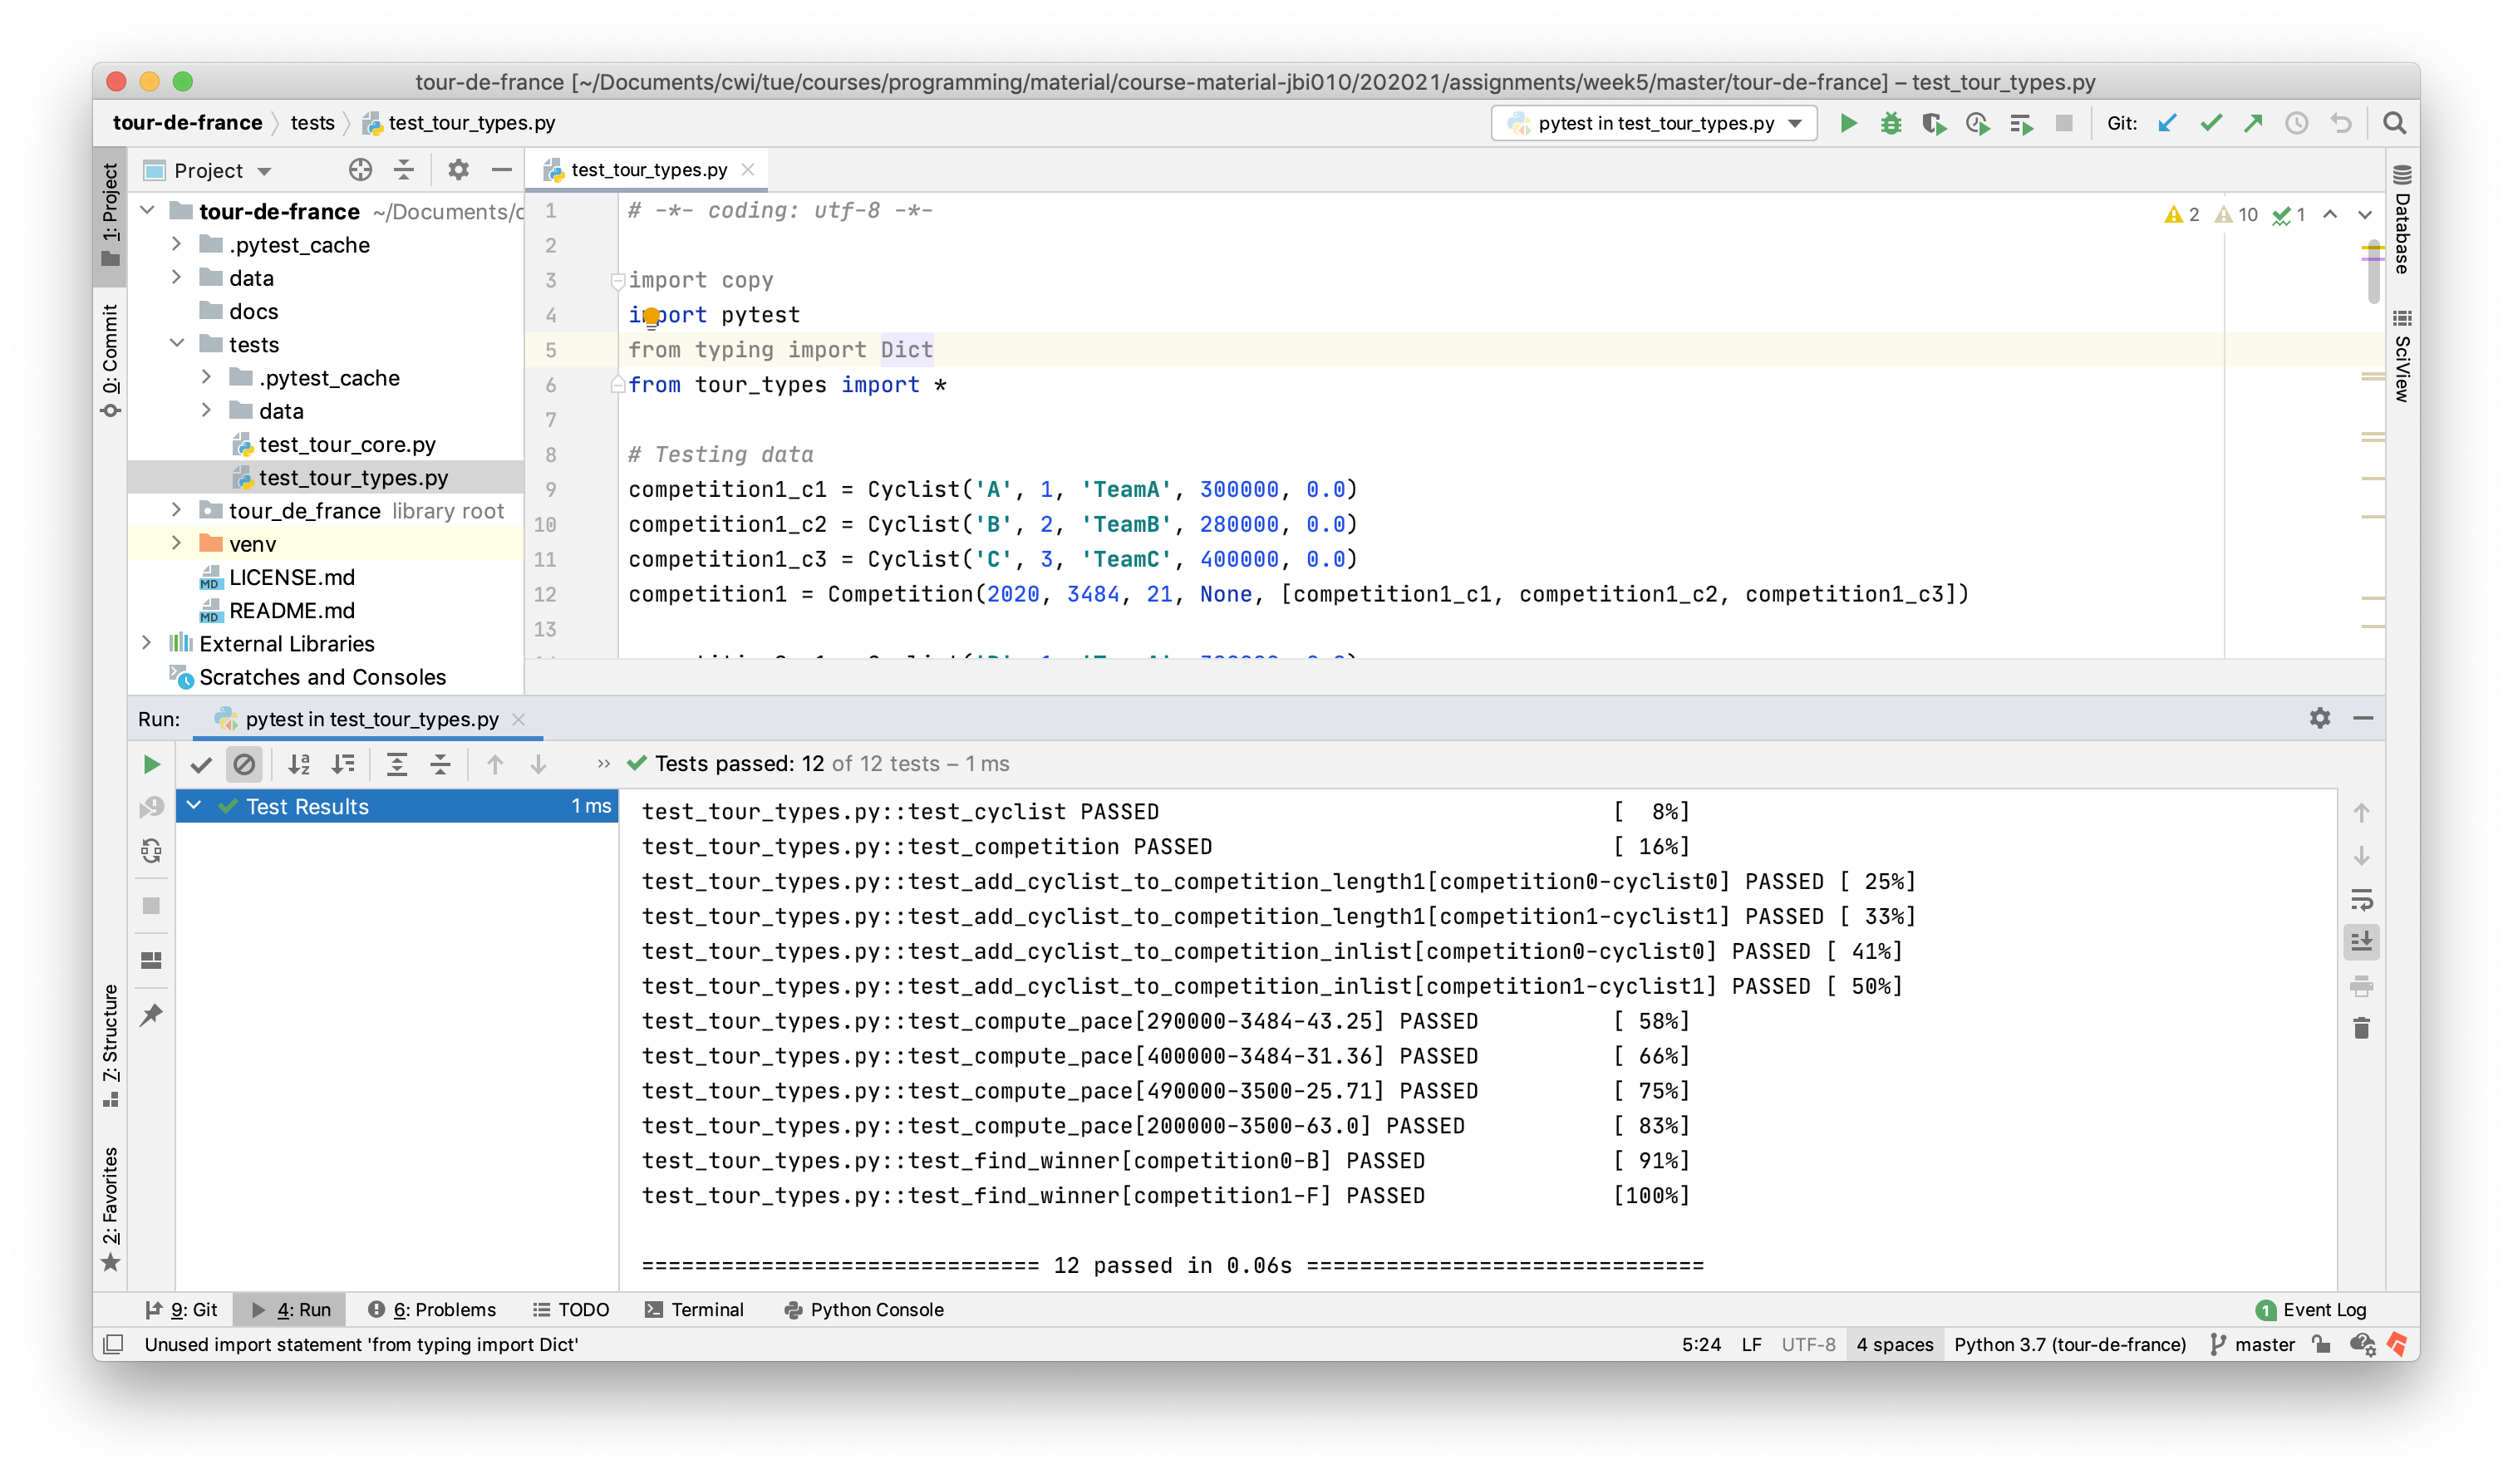 tour-de-france [~/Documents/cwi/tue/courses/programming/material/course-material-jbi010/202021/assignments/week5/master/tour-de-france] – test_tour_types.py
tour-de-france tests test_tour_types.py
pytest in test_tour_types.py
Git:
1: Project
0: Commit
7: Structure
2: Favorites
Project
tour-de-france ~/Documents/c
.pytest_cache
data
docs
tests
.pytest_cache
data
test_tour_core.py
test_tour_types.py
tour_de_france library root
venv
MD LICENSE.md
MD README.md
External Libraries
Scratches and Consoles
test_tour_types.py
2 10 1
1 # -*- coding: utf-8 -*-
2
3 import copy
4 import pytest
5 from typing import Dict
6 from tour_types import *
7
8 # Testing data
9 competition1_c1 = Cyclist('A', 1, 'TeamA', 300000, 0.0)
10 competition1_c2 = Cyclist('B', 2, 'TeamB', 280000, 0.0)
11 competition1_c3 = Cyclist('C', 3, 'TeamC', 400000, 0.0)
12 competition1 = Competition(2020, 3484, 21, None, [competition1_c1, competition1_c2, competition1_c3])
13
Database
SciView
Run: pytest in test_tour_types.py
» Tests passed: 12 of 12 tests – 1 ms
Test Results 1 ms
test_tour_types.py::test_cyclist PASSED [  8%]
test_tour_types.py::test_competition PASSED [ 16%]
test_tour_types.py::test_add_cyclist_to_competition_length1[competition0-cyclist0] PASSED [ 25%]
test_tour_types.py::test_add_cyclist_to_competition_length1[competition1-cyclist1] PASSED [ 33%]
test_tour_types.py::test_add_cyclist_to_competition_inlist[competition0-cyclist0] PASSED [ 41%]
test_tour_types.py::test_add_cyclist_to_competition_inlist[competition1-cyclist1] PASSED [ 50%]
test_tour_types.py::test_compute_pace[290000-3484-43.25] PASSED [ 58%]
test_tour_types.py::test_compute_pace[400000-3484-31.36] PASSED [ 66%]
test_tour_types.py::test_compute_pace[490000-3500-25.71] PASSED [ 75%]
test_tour_types.py::test_compute_pace[200000-3500-63.0] PASSED [ 83%]
test_tour_types.py::test_find_winner[competition0-B] PASSED [ 91%]
test_tour_types.py::test_find_winner[competition1-F] PASSED [100%]
============================== 12 passed in 0.06s ==============================
9: Git 4: Run 6: Problems TODO Terminal Python Console 1 Event Log
Unused import statement 'from typing import Dict' 5:24 LF UTF-8 4 spaces Python 3.7 (tour-de-france) master